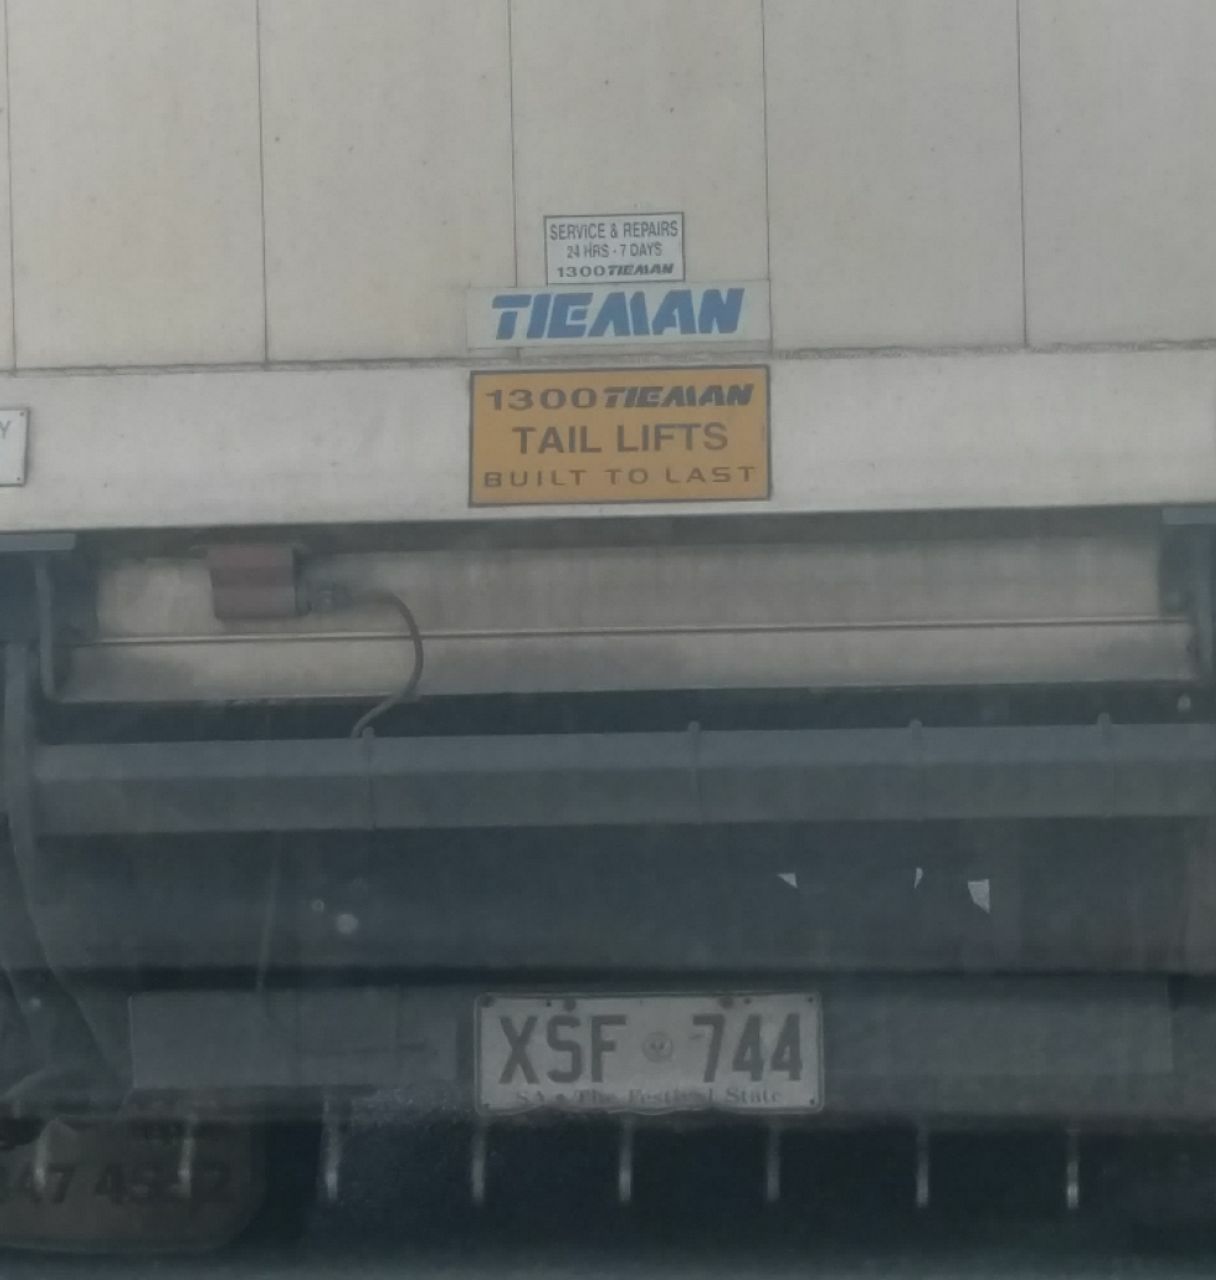 SERVICE & REPAIRS
24 HRS - 7 DAYS
1300TIEMAN
TIEMAN
1300TIEMAN
TAIL LIFTS
BUILT TO LAST
Y
XSF 744
SA • The Festival State